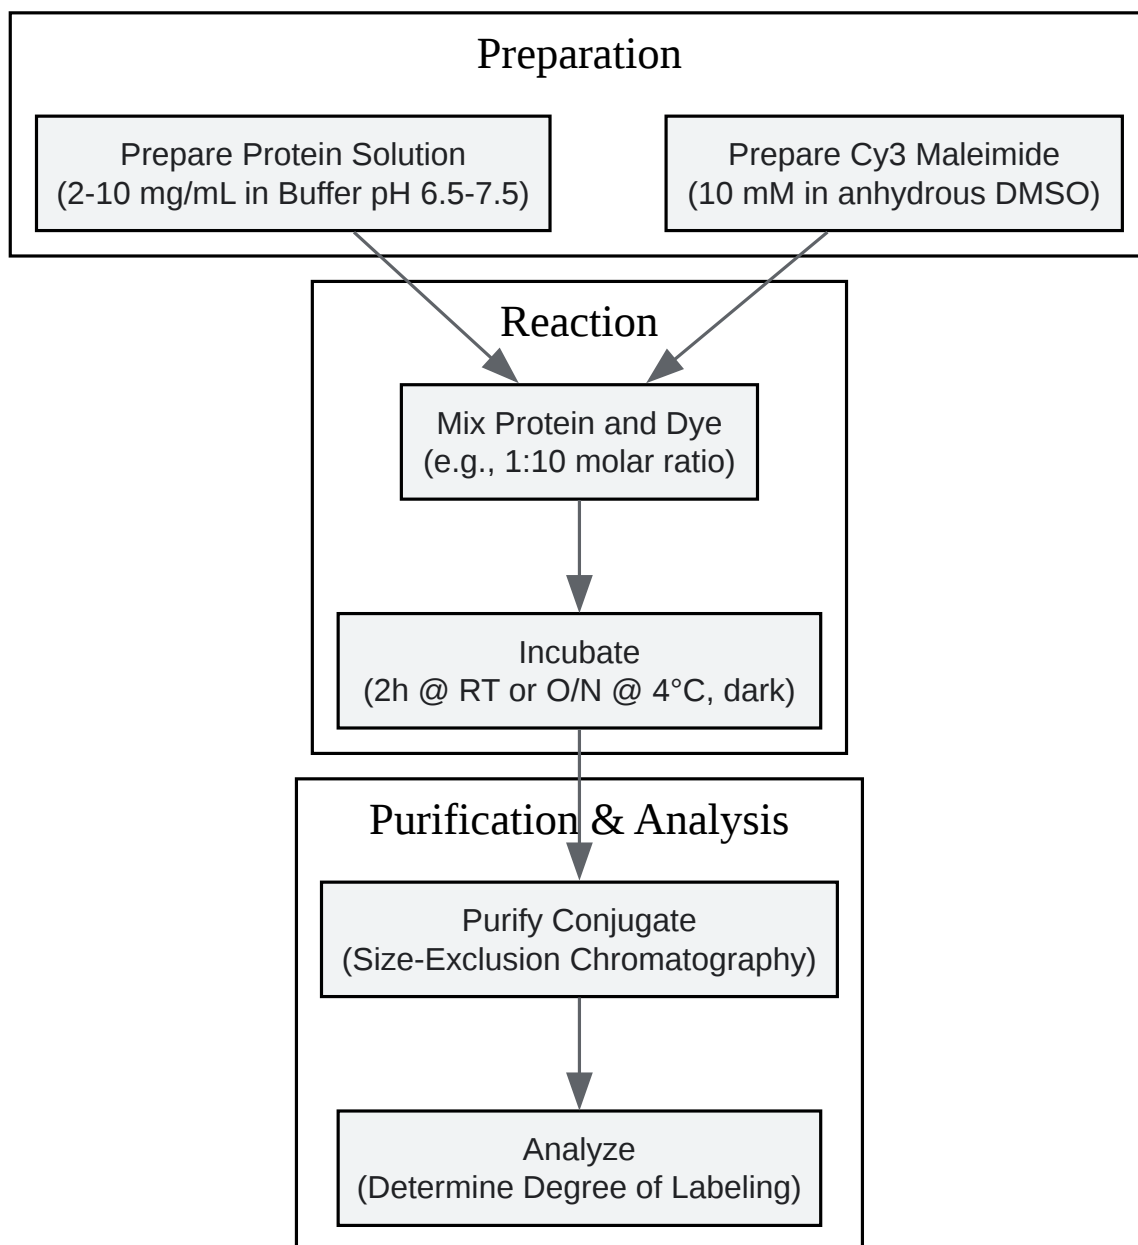 Preparation
Prepare Protein Solution
(2-10 mg/mL in Buffer pH 6.5-7.5)
Prepare Cy3 Maleimide
(10 mM in anhydrous DMSO)
Reaction
Mix Protein and Dye
(e.g., 1:10 molar ratio)
Incubate
(2h @ RT or O/N @ 4°C, dark)
Purification & Analysis
Purify Conjugate
(Size-Exclusion Chromatography)
Analyze
(Determine Degree of Labeling)